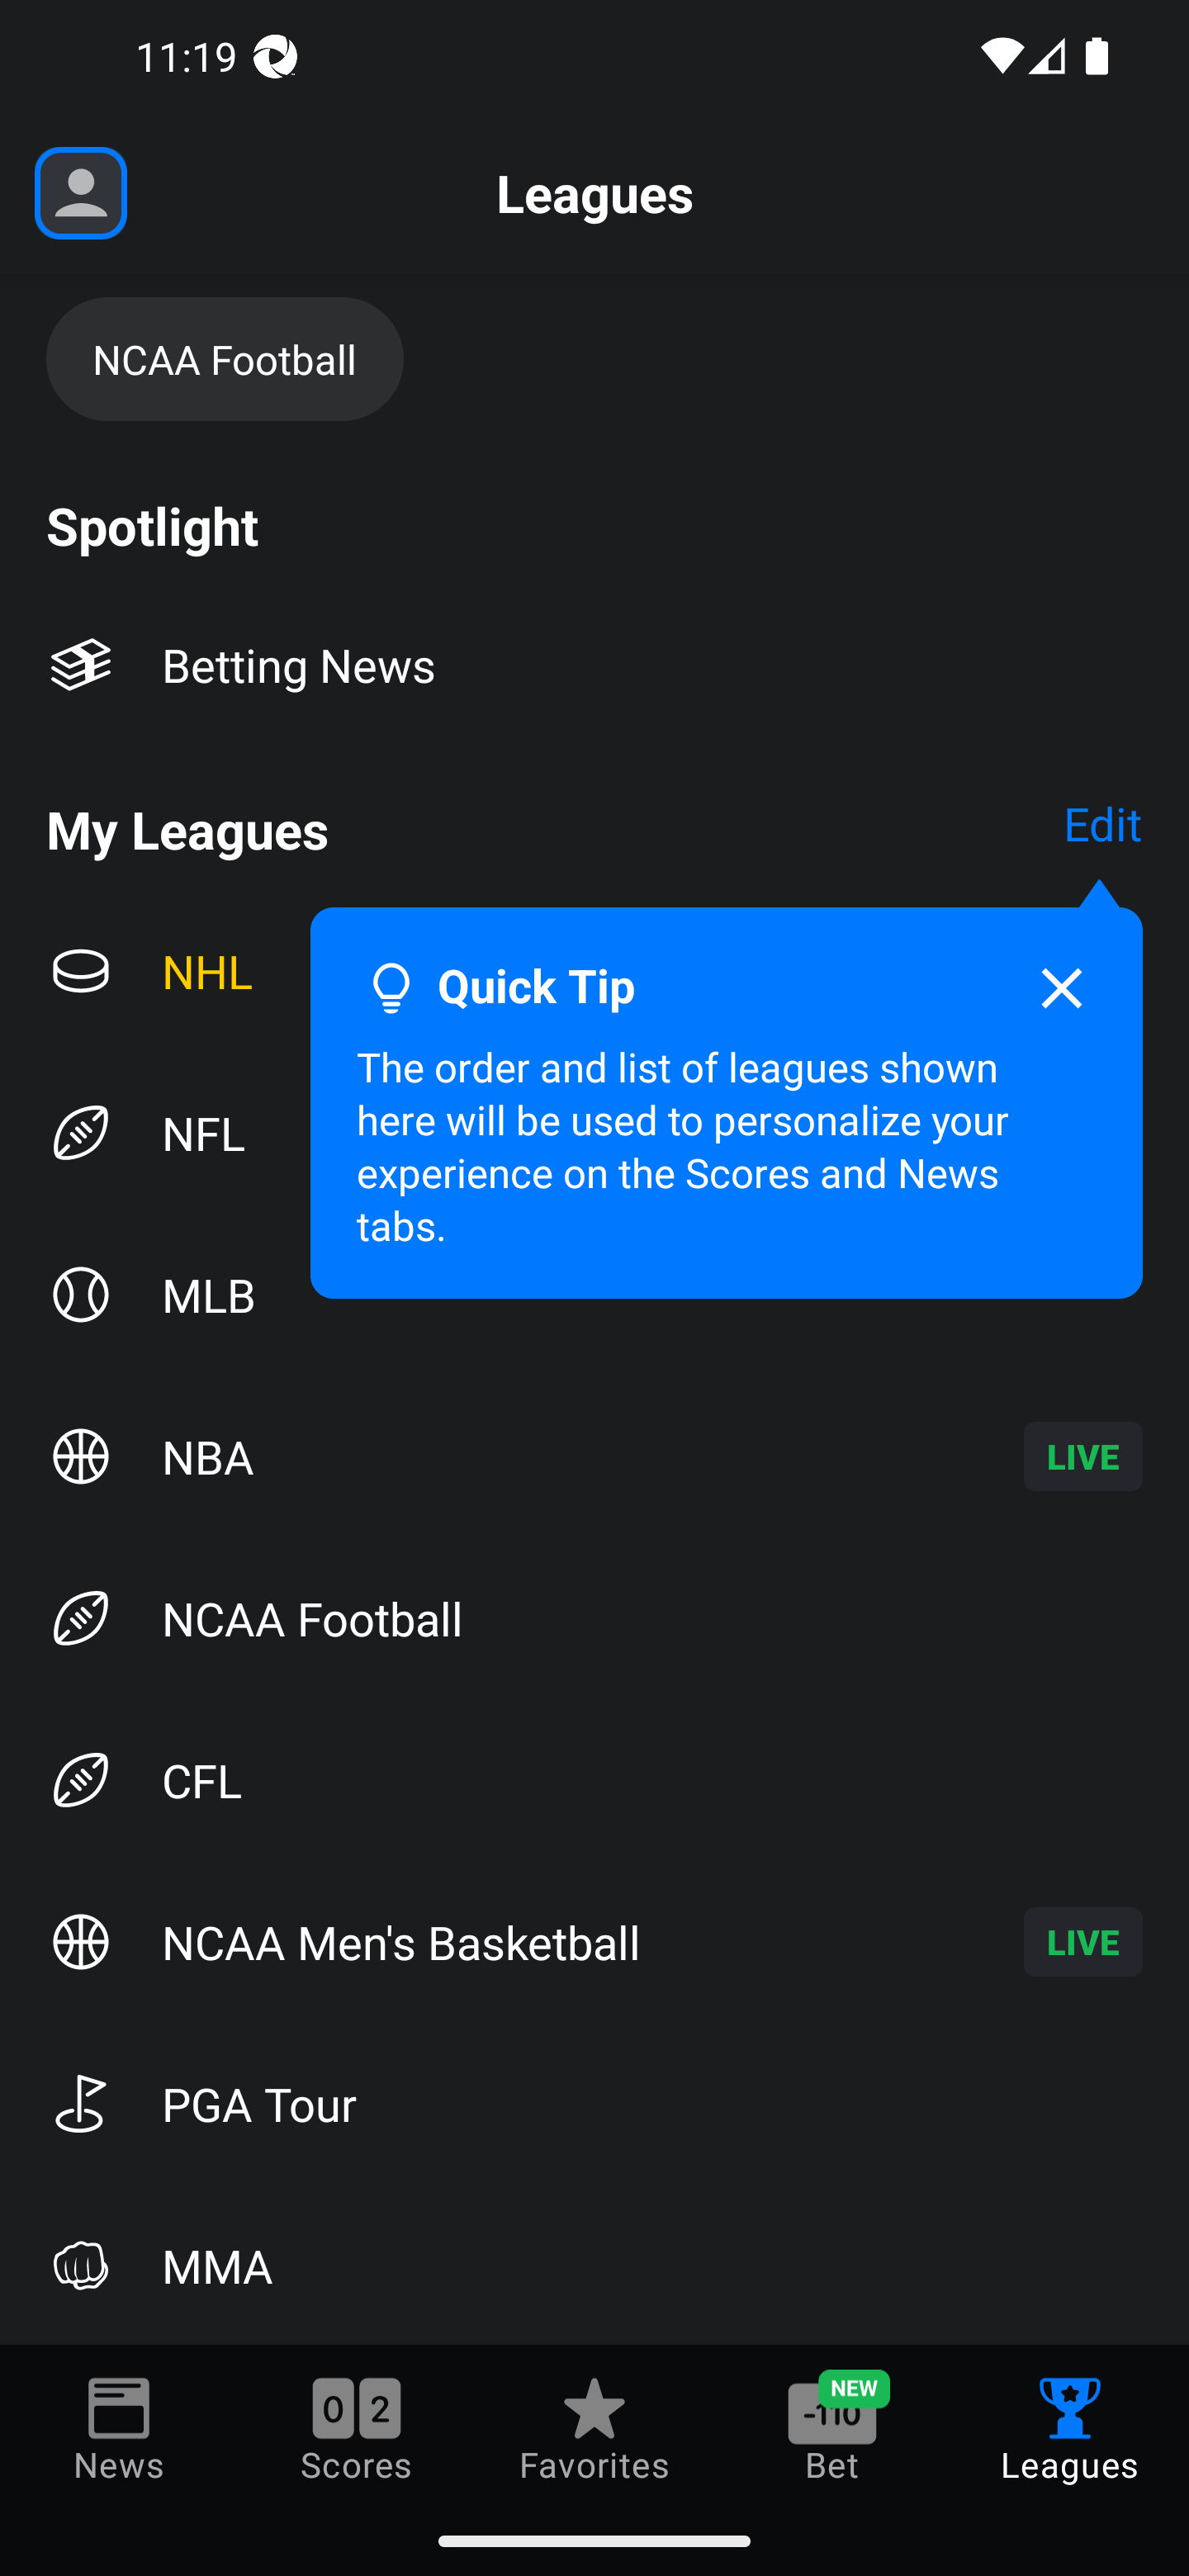 11:19
Leagues
NCAA Football
Spotlight
Betting News
My Leagues
Edit
NHL
Quick Tip
The order and list of leagues shown
here will be used to personalize your
experience on the Scores and News
tabs.
NFL
MLB
NBA
LIVE
NCAA Football
CFL
NCAA Men's Basketball
LIVE
PGA Tour
MMA
0 2
NEW
-110
News
Scores
Favorites
Bet
Leagues